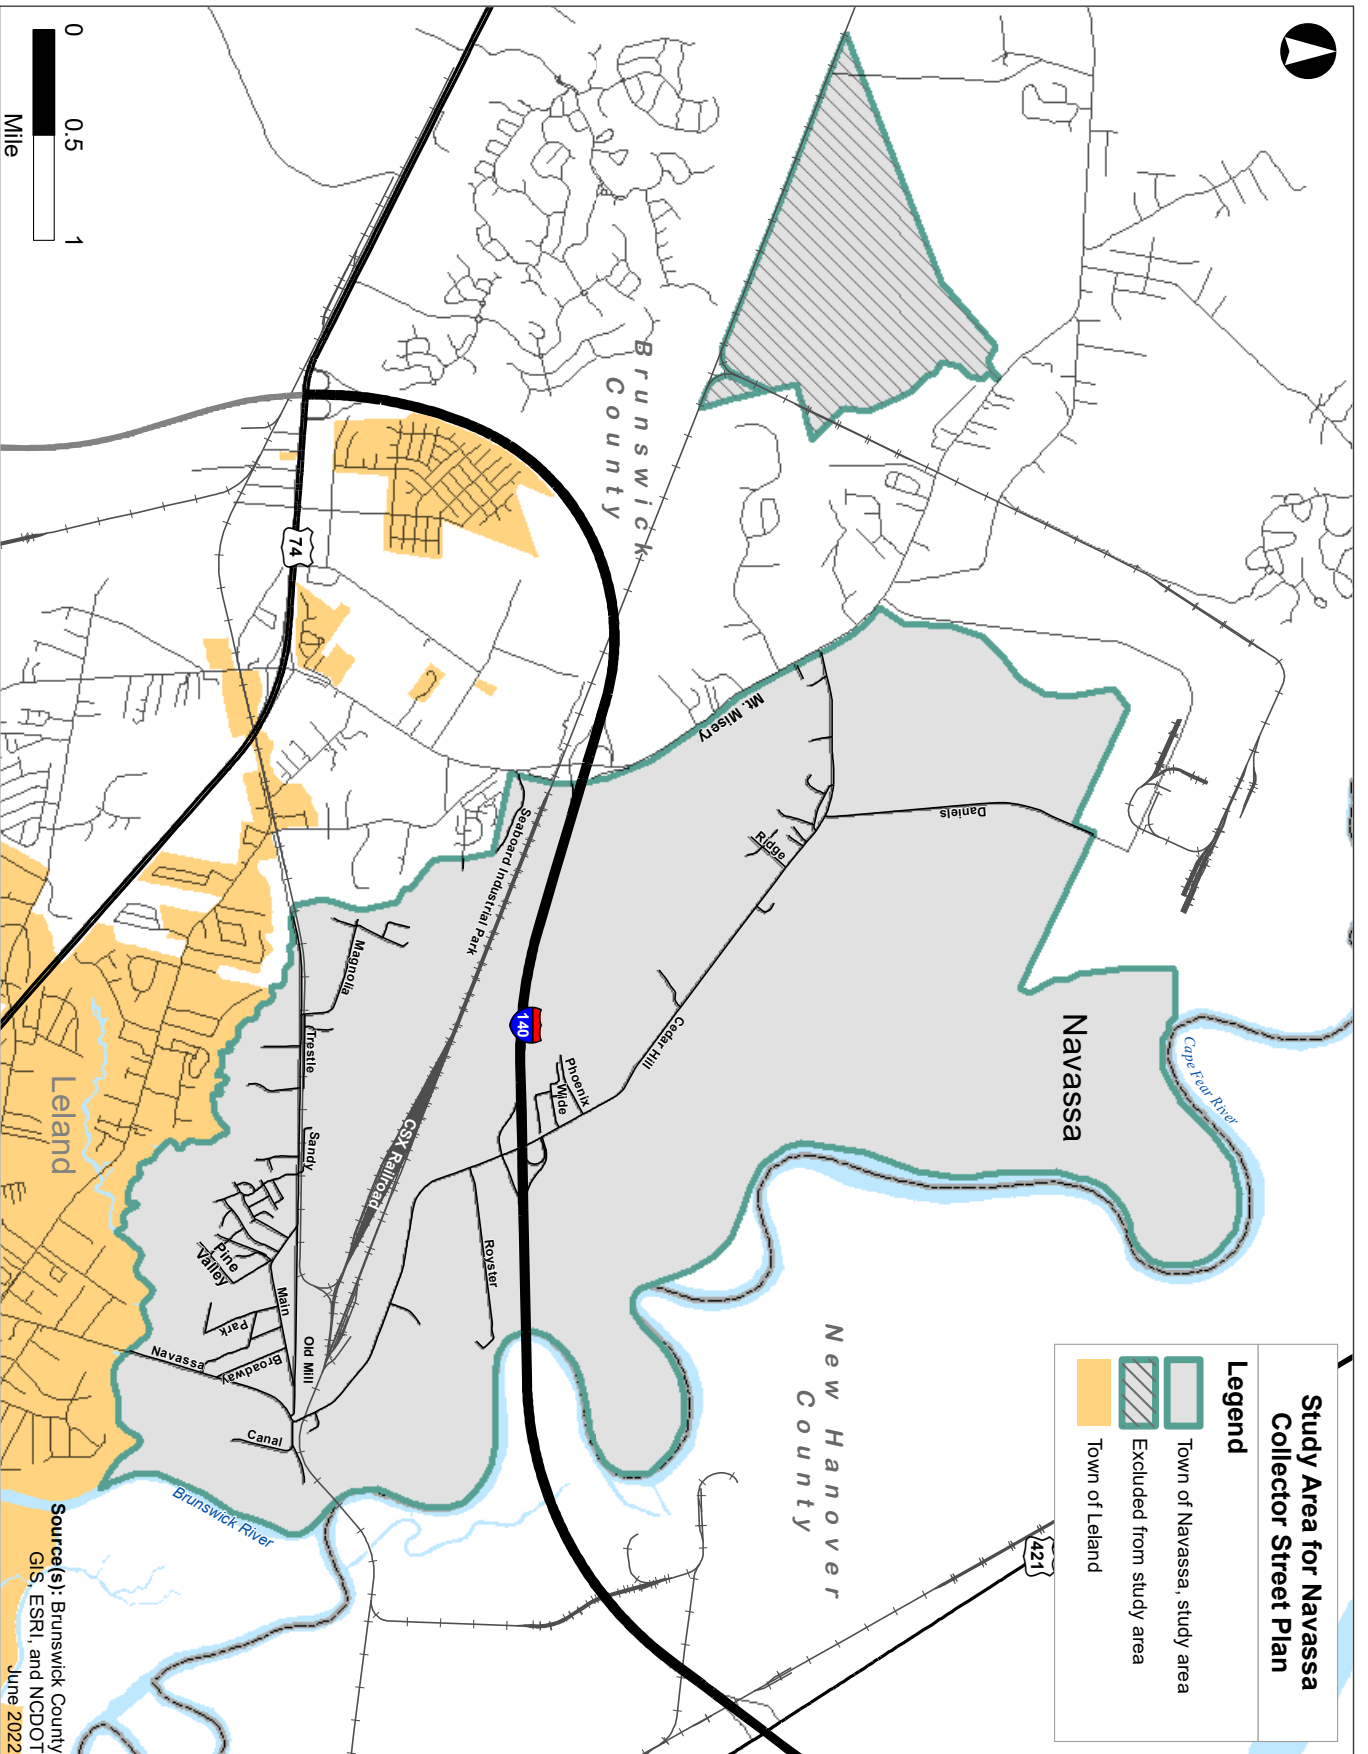 Study Area for Navassa
Collector Street Plan
Legend
Town of Navassa, study area
Excluded from study area
Town of Leland
Navassa
Cape Fear River
Brunswick
County
New Hanover
County
421
74
140
Mt. Misery
Daniels
Ridge
Cedar Hill
Seaboard Industrial Park
Phoenix
Wide
Magnolia
Trestle
CSX Railroad
Sandy
Royster
Pine
Valley
Main
Park
Old Mill
Broadway
Navassa
Canal
Leland
Brunswick River
0
0.5
1
Mile
Source(s): Brunswick County
GIS, ESRI, and NCDOT
June 2022